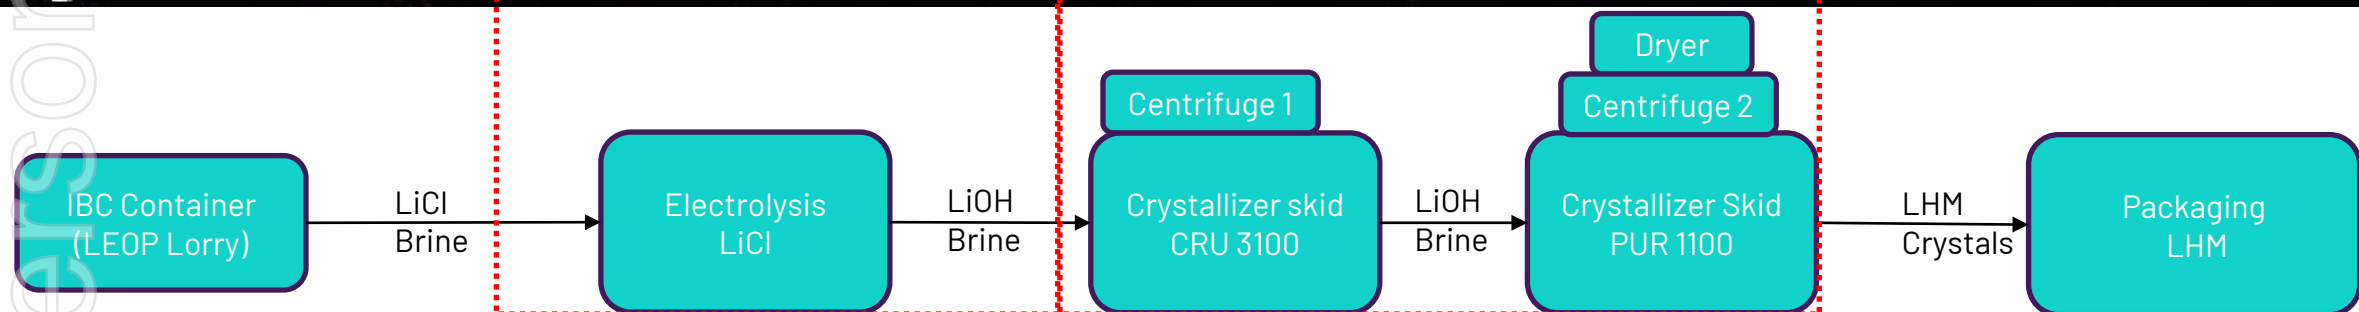 Dryer
Centrifuge 1
Centrifuge 2
IBC Container
(LEOP Lorry)
LiCl
Brine
Electrolysis
LiCl
LiOH
Brine
Crystallizer skid
CRU 3100
LiOH
Brine
Crystallizer Skid
PUR 1100
LHM
Crystals
Packaging
LHM